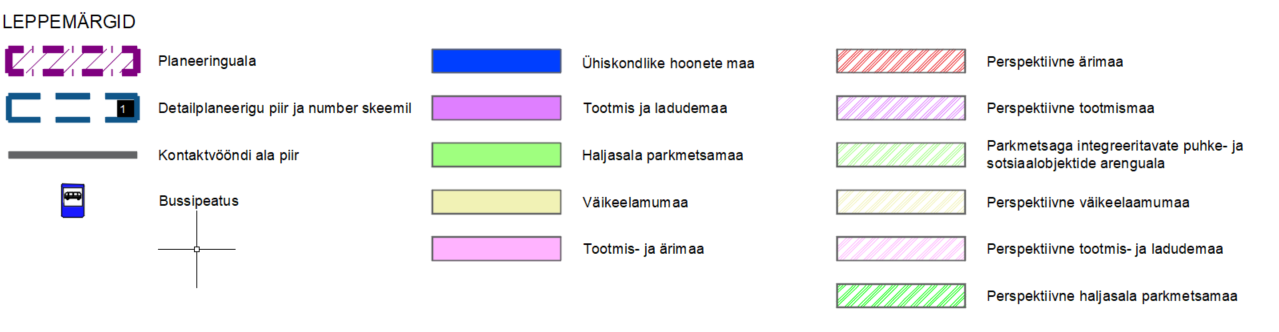 LEPPEMÄRGID
Planeeringuala
1
Detailplaneerigu piir ja number skeemil
Kontaktvööndi ala piir
Bussipeatus
Ühiskondlike hoonete maa
Tootmis ja ladudemaa
Haljasala parkmetsamaa
Väikeelamumaa
Tootmis- ja ärimaa
Perspektiivne ärimaa
Perspektiivne tootmismaa
Parkmetsaga integreeritavate puhke- ja
sotsiaalobjektide arenguala
Perspektiivne väikeelaamumaa
Perspektiivne tootmis- ja ladudemaa
Perspektiivne haljasala parkmetsamaa